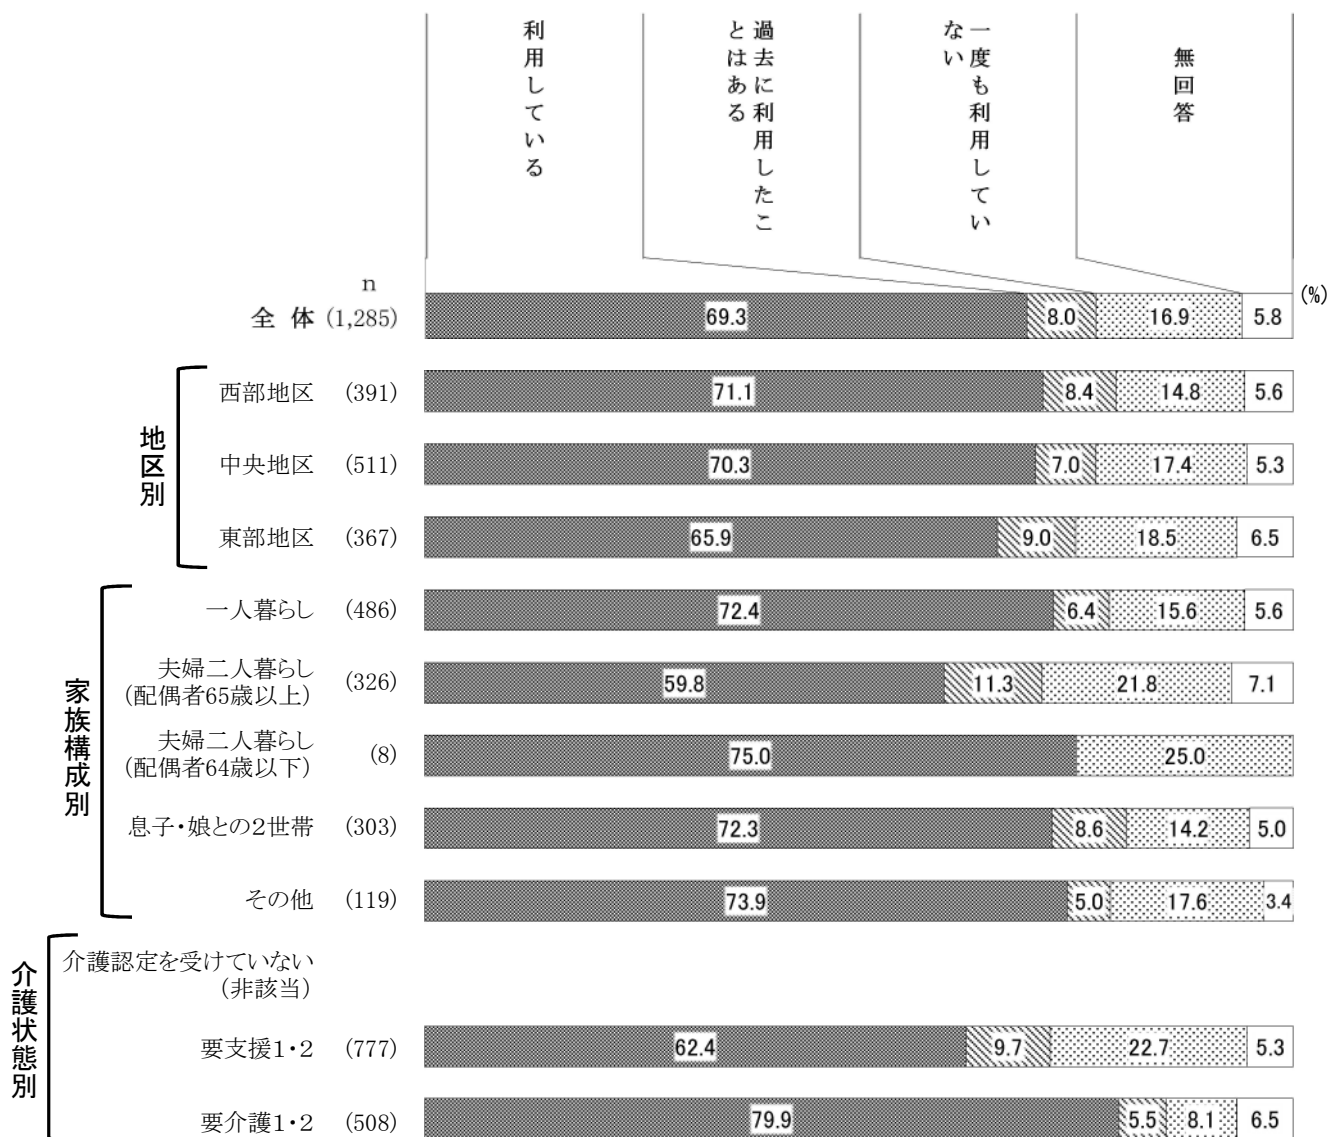 利用している
過去に利用したこ
とはある
一度も利用してい
ない
無回答
(%)
n
全 体 (1,285) 69.3 8.0 16.9 5.8
地区別
西部地区 (391) 71.1 8.4 14.8 5.6
中央地区 (511) 70.3 7.0 17.4 5.3
東部地区 (367) 65.9 9.0 18.5 6.5
家族構成別
一人暮らし (486) 72.4 6.4 15.6 5.6
夫婦二人暮らし
(配偶者65歳以上) (326) 59.8 11.3 21.8 7.1
夫婦二人暮らし
(配偶者64歳以下) (8) 75.0 25.0
息子・娘との2世帯 (303) 72.3 8.6 14.2 5.0
その他 (119) 73.9 5.0 17.6 3.4
介護状態別
介護認定を受けていない
(非該当)
要支援1・2 (777) 62.4 9.7 22.7 5.3
要介護1・2 (508) 79.9 5.5 8.1 6.5